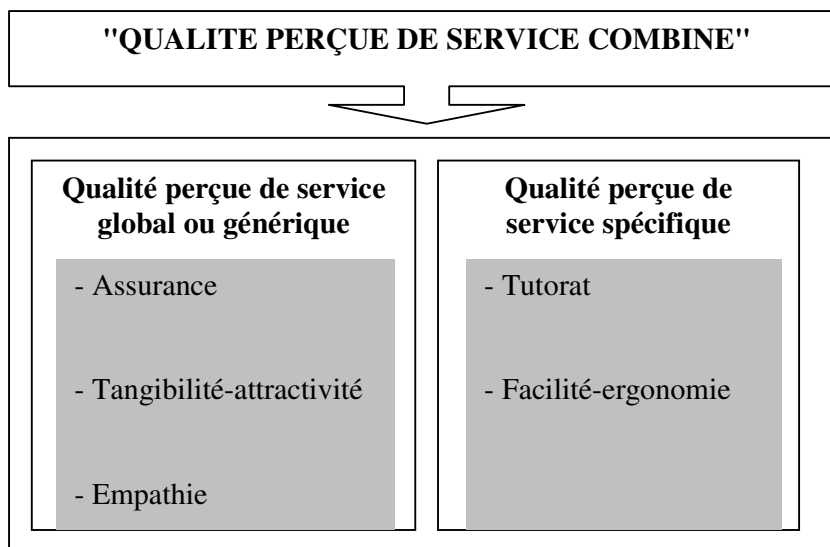 "QUALITE PERÇUE DE SERVICE COMBINE"
Qualité perçue de service
global ou générique
- Assurance
- Tangibilité-attractivité
- Empathie
Qualité perçue de
service spécifique
- Tutorat
- Facilité-ergonomie